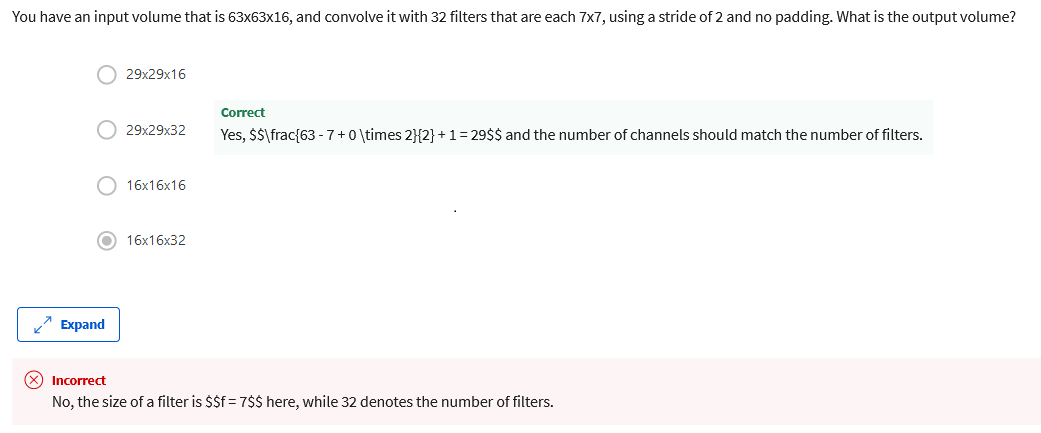 You have an input volume that is 63x63x16, and convolve it with 32 filters that are each 7x7, using a stride of 2 and no padding. What is the output volume?
29x29x16
Correct
29x29x32
Yes, $$\frac{63 - 7 + 0 \times 2}{2} + 1 = 29$$ and the number of channels should match the number of filters.
16x16x16
.
16x16x32
Expand
Incorrect
No, the size of a filter is $$f = 7$$ here, while 32 denotes the number of filters.